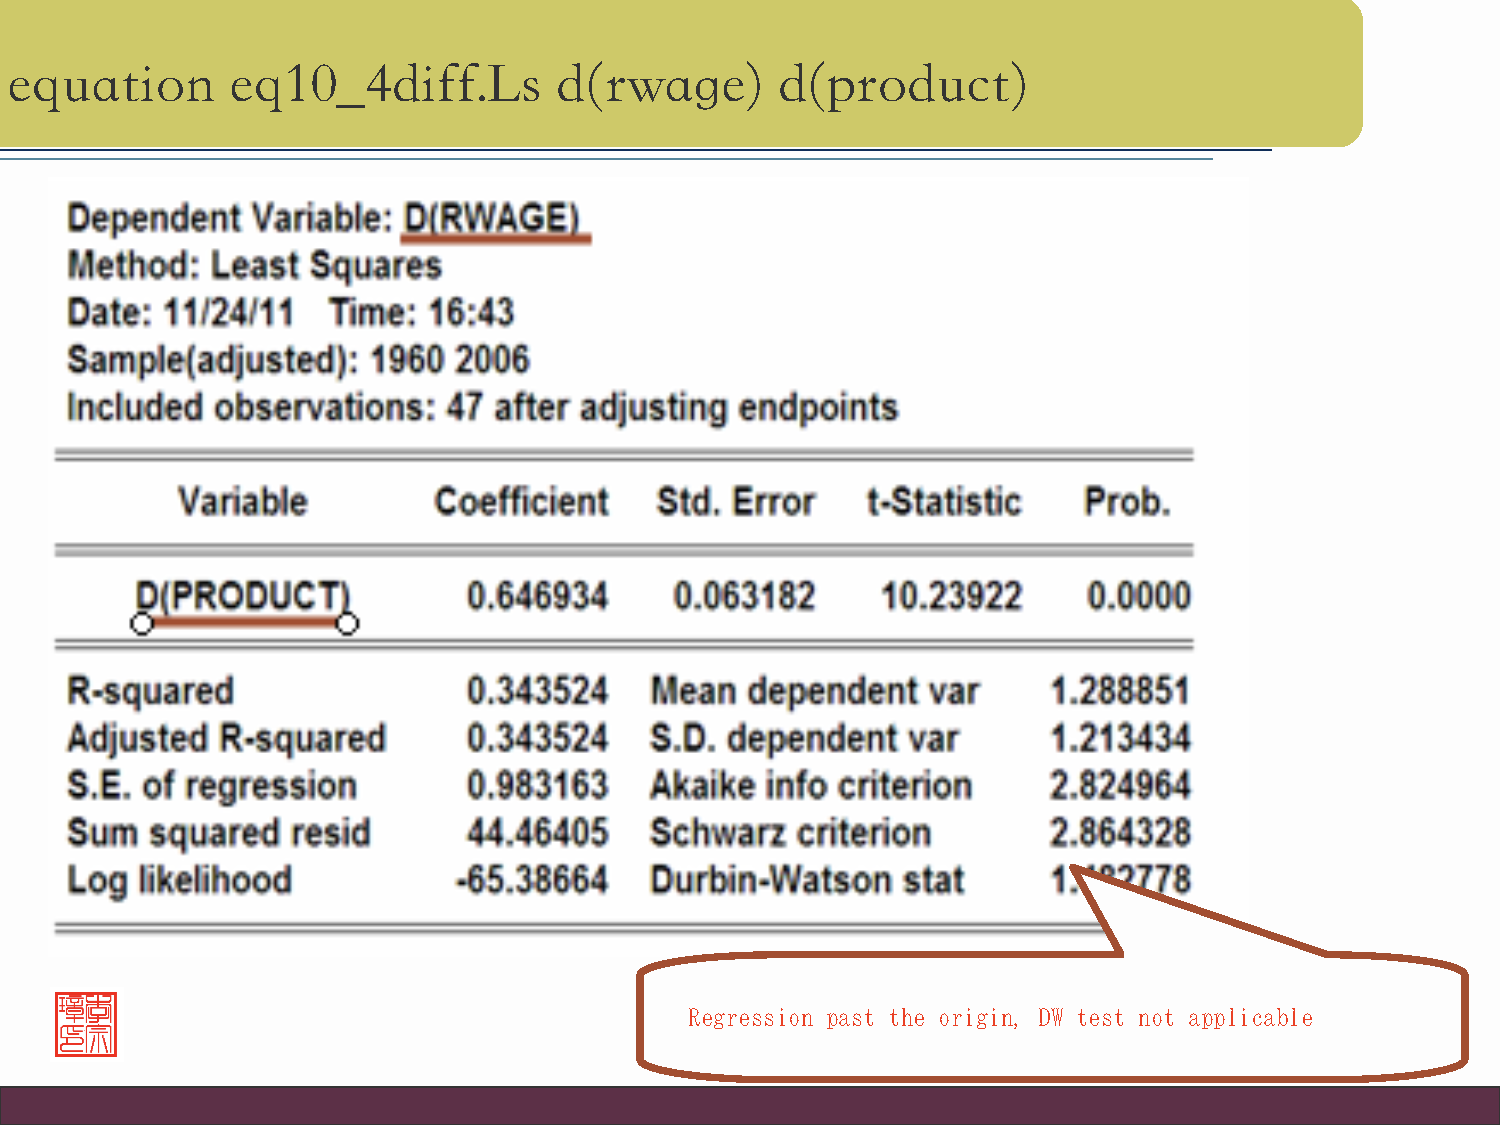 equation eq10_4diff.Ls d(rwage) d(product)
Dependent Variable: D(RWAGE)
Method: Least Squares
Date: 11/24/11 Time: 16:43
Sample(adjusted): 1960 2006
Included observations: 47 after adjusting endpoints
Variable Coefficient Std. Error t-Statistic Prob.
D(PRODUCT) 0.646934 0.063182 10.23922 0.0000
R-squared 0.343524 Mean dependent var 1.288851
Adjusted R-squared 0.343524 S.D. dependent var 1.213434
S.E. of regression 0.983163 Akaike info criterion 2.824964
Sum squared resid 44.46405 Schwarz criterion 2.864328
Log likelihood -65.38664 Durbin-Watson stat
Regression past the origin, DW test not applicable